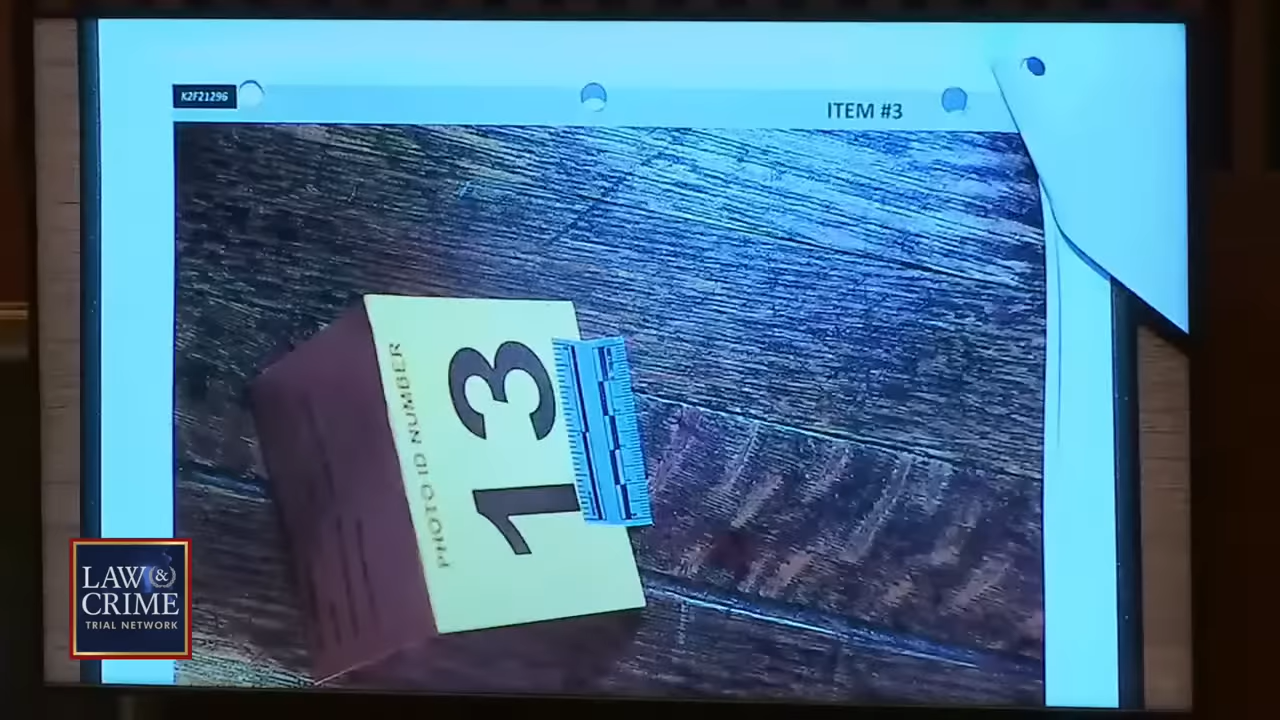 K2F21296
ITEM #3
PHOTO ID NUMBER
13
LAW &
CRIME
TRIAL NETWORK